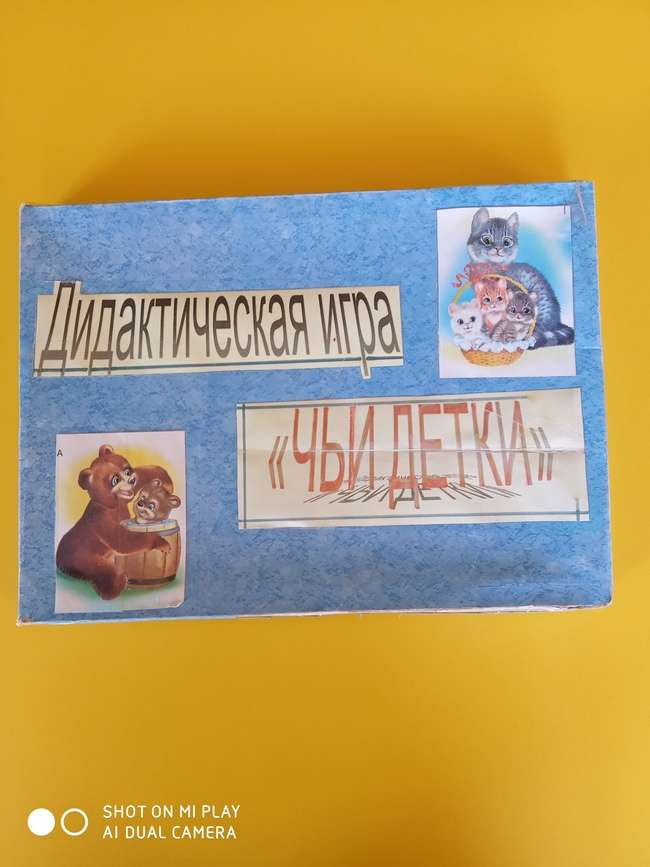 Дидактическая игра
«ЧЬИ ДЕТКИ»
А
SHOT ON MI PLAY
AI DUAL CAMERA